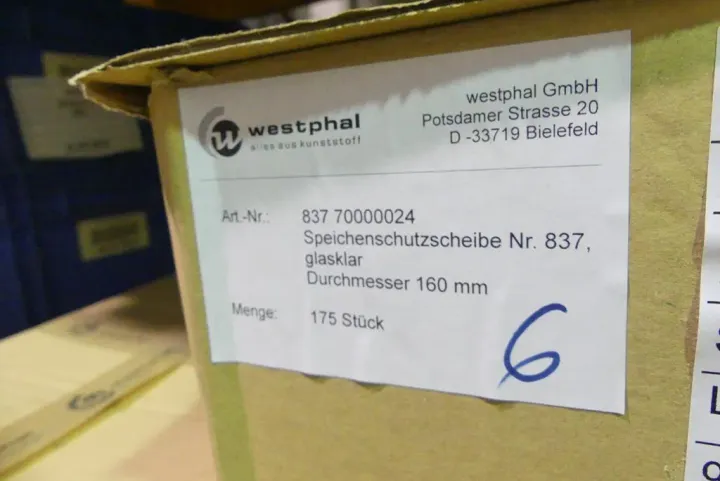 westphal
alles aus kunststoff
westphal GmbH
Potsdamer Strasse 20
D -33719 Bielefeld
Art.-Nr.: 837 70000024
Speichenschutzscheibe Nr. 837,
glasklar
Durchmesser 160 mm
Menge: 175 Stück
6